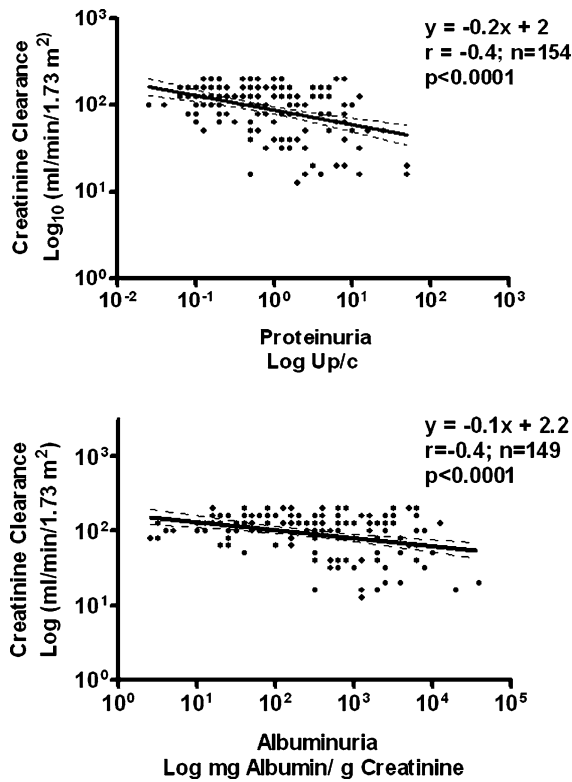 y = -0.2x + 2
r = -0.4; n=154
p<0.0001
10³
10²
10¹
10⁰
Creatinine Clearance
Log₁₀ (ml/min/1.73 m²)
10⁻² 10⁻¹ 10⁰ 10¹ 10² 10³
Proteinuria
Log Up/c
y = -0.1x + 2.2
r=-0.4; n=149
p<0.0001
10³
10²
10¹
10⁰
Creatinine Clearance
Log (ml/min/1.73 m²)
10⁰ 10¹ 10² 10³ 10⁴ 10⁵
Albuminuria
Log mg Albumin/ g Creatinine